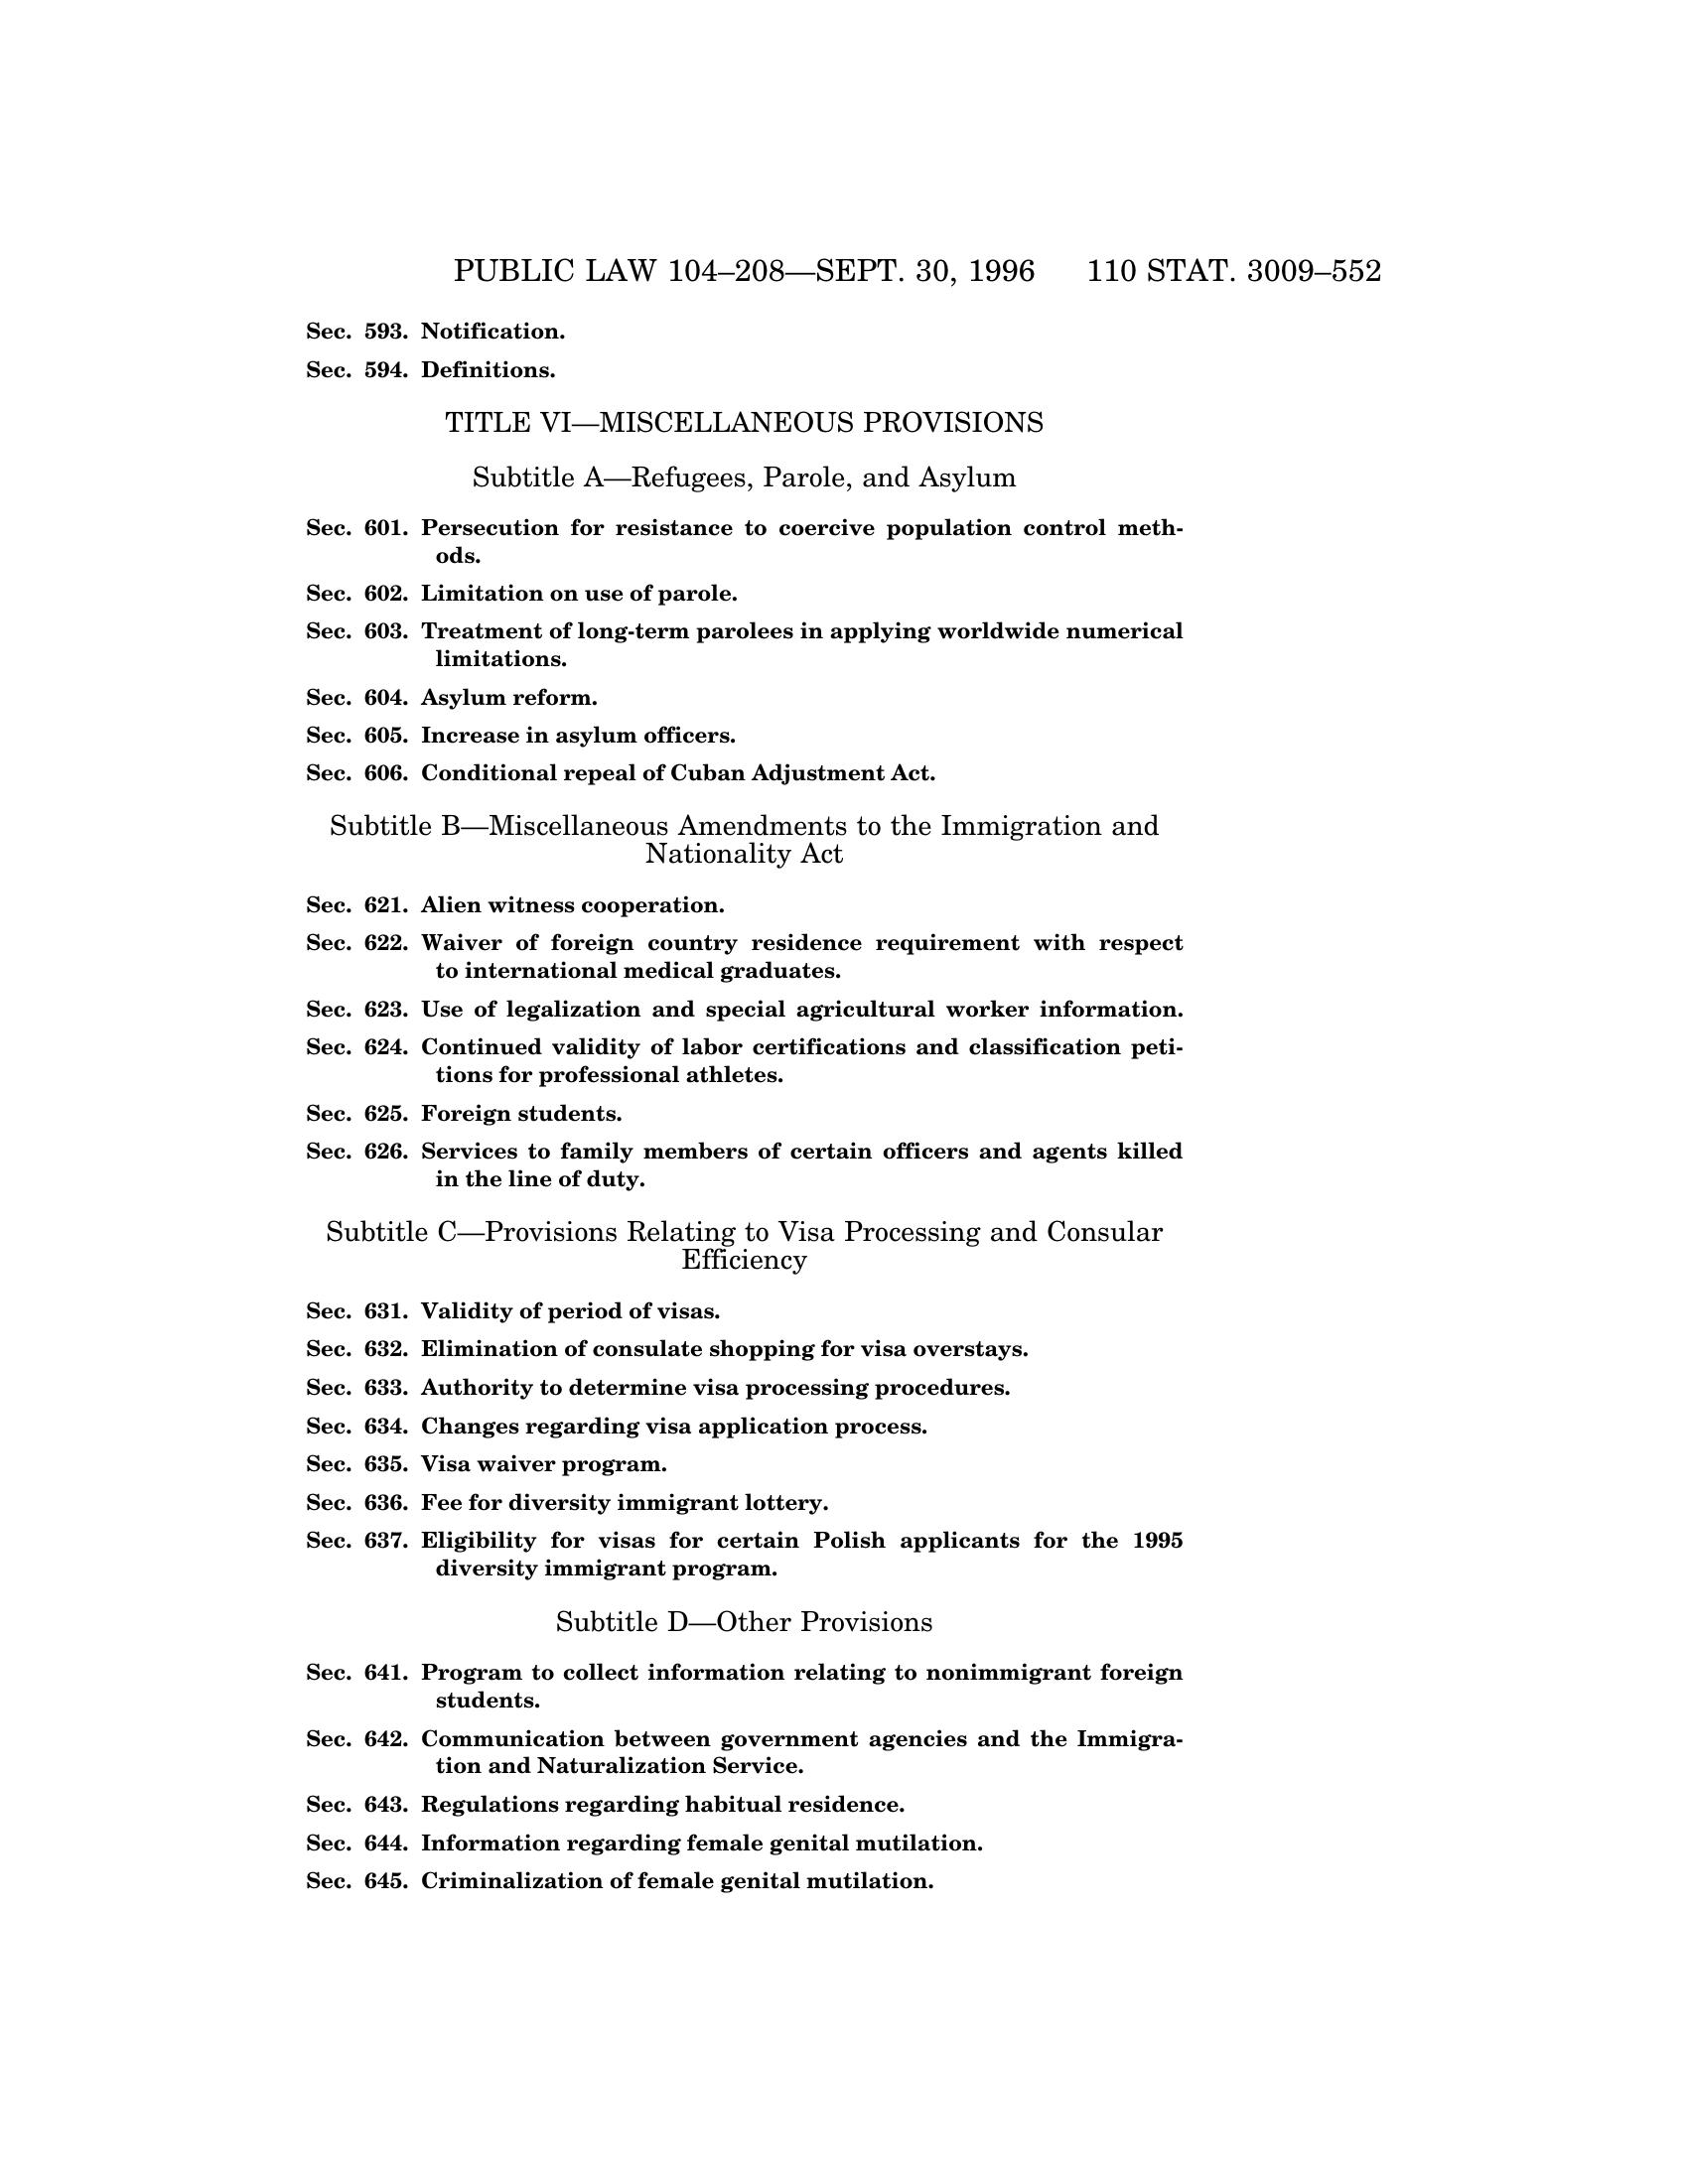 PUBLIC LAW 104–208—SEPT. 30, 1996 110 STAT. 3009–552
Sec. 593. Notification.
Sec. 594. Definitions.
TITLE VI—MISCELLANEOUS PROVISIONS
Subtitle A—Refugees, Parole, and Asylum
Sec. 601. Persecution for resistance to coercive population control meth-
ods.
Sec. 602. Limitation on use of parole.
Sec. 603. Treatment of long-term parolees in applying worldwide numerical
limitations.
Sec. 604. Asylum reform.
Sec. 605. Increase in asylum officers.
Sec. 606. Conditional repeal of Cuban Adjustment Act.
Subtitle B—Miscellaneous Amendments to the Immigration and
Nationality Act
Sec. 621. Alien witness cooperation.
Sec. 622. Waiver of foreign country residence requirement with respect
to international medical graduates.
Sec. 623. Use of legalization and special agricultural worker information.
Sec. 624. Continued validity of labor certifications and classification peti-
tions for professional athletes.
Sec. 625. Foreign students.
Sec. 626. Services to family members of certain officers and agents killed
in the line of duty.
Subtitle C—Provisions Relating to Visa Processing and Consular
Efficiency
Sec. 631. Validity of period of visas.
Sec. 632. Elimination of consulate shopping for visa overstays.
Sec. 633. Authority to determine visa processing procedures.
Sec. 634. Changes regarding visa application process.
Sec. 635. Visa waiver program.
Sec. 636. Fee for diversity immigrant lottery.
Sec. 637. Eligibility for visas for certain Polish applicants for the 1995
diversity immigrant program.
Subtitle D—Other Provisions
Sec. 641. Program to collect information relating to nonimmigrant foreign
students.
Sec. 642. Communication between government agencies and the Immigra-
tion and Naturalization Service.
Sec. 643. Regulations regarding habitual residence.
Sec. 644. Information regarding female genital mutilation.
Sec. 645. Criminalization of female genital mutilation.